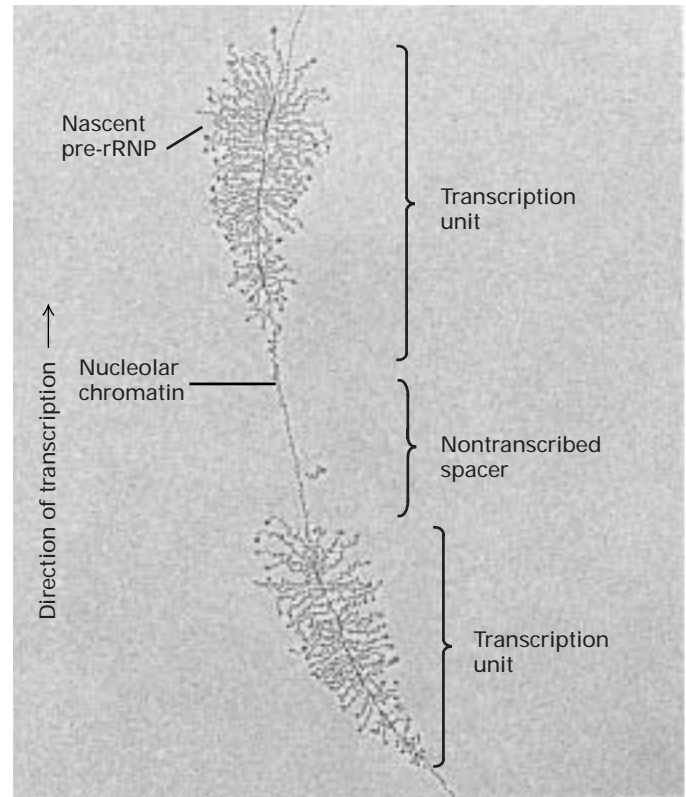 Nascent
pre-rRNP
Transcription
unit
Direction of transcription →
Nucleolar
chromatin
Nontranscribed
spacer
Transcription
unit